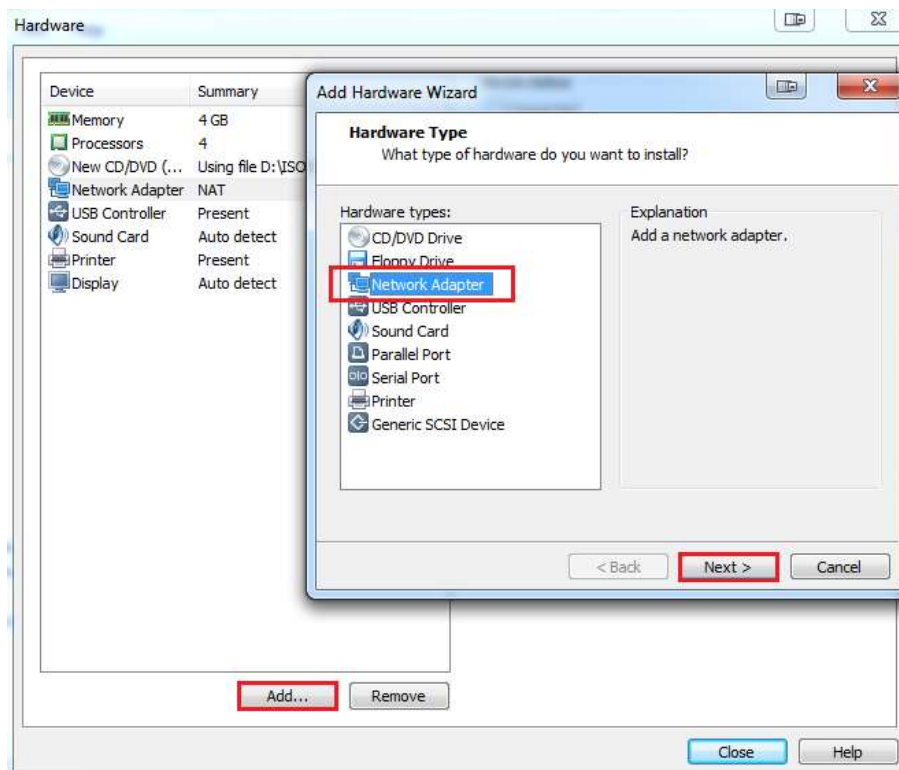 Hardware
Device Summary
Memory 4 GB
Processors 4
New CD/DVD (... Using file D:\ISO
Network Adapter NAT
USB Controller Present
Sound Card Auto detect
Printer Present
Display Auto detect
Add... Remove
Close Help
Add Hardware Wizard
Hardware Type
What type of hardware do you want to install?
Hardware types:
CD/DVD Drive
Floppy Drive
Network Adapter
USB Controller
Sound Card
Parallel Port
Serial Port
Printer
Generic SCSI Device
Explanation
Add a network adapter.
< Back Next > Cancel